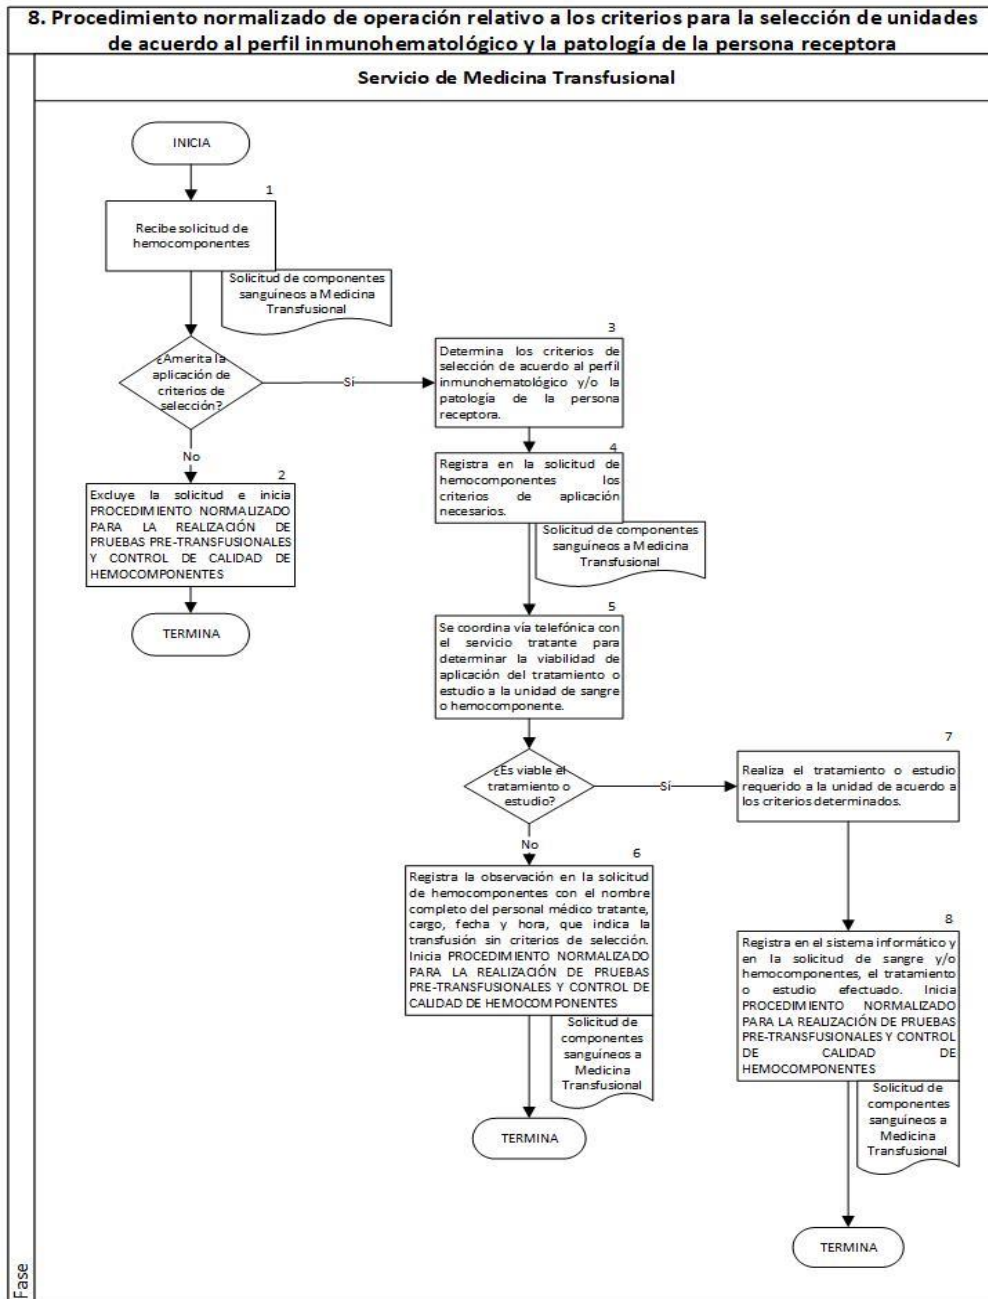 8. Procedimiento normalizado de operación relativo a los criterios para la selección de unidades
de acuerdo al perfil inmunohematológico y la patología de la persona receptora
Servicio de Medicina Transfusional
INICIA
1
Recibe solicitud de
hemocomponentes
Solicitud de componentes
sanguíneos a Medicina
Transfusional
¿Amerita la
aplicación de
criterios de
selección?
Sí
No
2
Excluye la solicitud e inicia
PROCEDIMIENTO NORMALIZADO
PARA LA REALIZACIÓN DE
PRUEBAS PRE-TRANSFUSIONALES
Y CONTROL DE CALIDAD DE
HEMOCOMPONENTES
TERMINA
3
Determina los criterios de
selección de acuerdo al perfil
inmunohematológico y/o la
patología de la persona
receptora.
4
Registra en la solicitud de
hemocomponentes los
criterios de aplicación
necesarios.
Solicitud de componentes
sanguíneos a Medicina
Transfusional
5
Se coordina vía telefónica con
el servicio tratante para
determinar la viabilidad de
aplicación del tratamiento o
estudio a la unidad de sangre
o hemocomponente.
¿Es viable el
tratamiento o
estudio?
Sí
No
6
Registra la observación en la solicitud
de hemocomponentes con el nombre
completo del personal médico tratante,
cargo, fecha y hora, que indica la
transfusión sin criterios de selección.
Inicia PROCEDIMIENTO NORMALIZADO
PARA LA REALIZACIÓN DE PRUEBAS
PRE-TRANSFUSIONALES Y CONTROL DE
CALIDAD DE HEMOCOMPONENTES
Solicitud de
componentes
sanguíneos a
Medicina
Transfusional
TERMINA
7
Realiza el tratamiento o estudio
requerido a la unidad de acuerdo a
los criterios determinados.
8
Registra en el sistema informático y
en la solicitud de sangre y/o
hemocomponentes, el tratamiento
o estudio efectuado. Inicia
PROCEDIMIENTO NORMALIZADO
PARA LA REALIZACIÓN DE PRUEBAS
PRE-TRANSFUSIONALES Y CONTROL
DE CALIDAD DE
HEMOCOMPONENTES
Solicitud de
componentes
sanguíneos a
Medicina
Transfusional
TERMINA
Fase